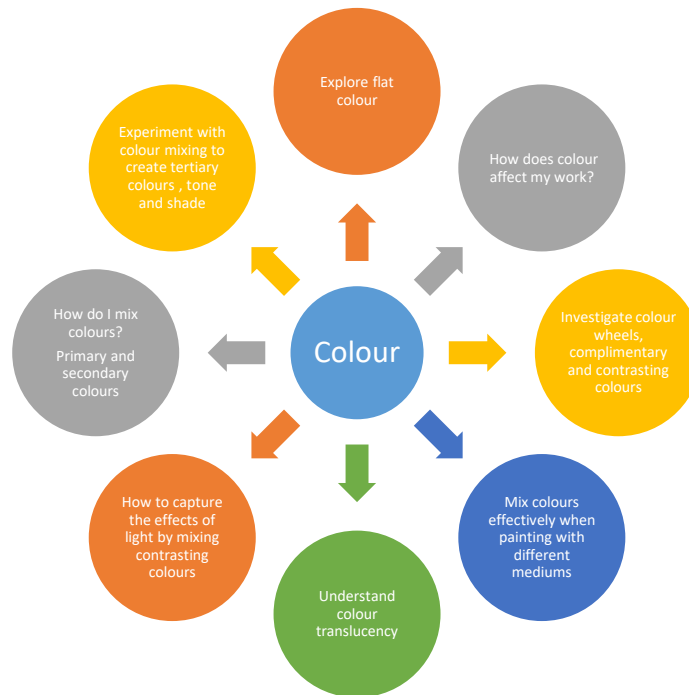 Explore flat
colour
How does colour
affect my work?
Investigate colour
wheels,
complimentary
and contrasting
colours
Mix colours
effectively when
painting with
different
mediums
Understand
colour
translucency
How to capture
the effects of
light by mixing
contrasting
colours
How do I mix
colours?
Primary and
secondary
colours
Experiment with
colour mixing to
create tertiary
colours , tone
and shade
Colour